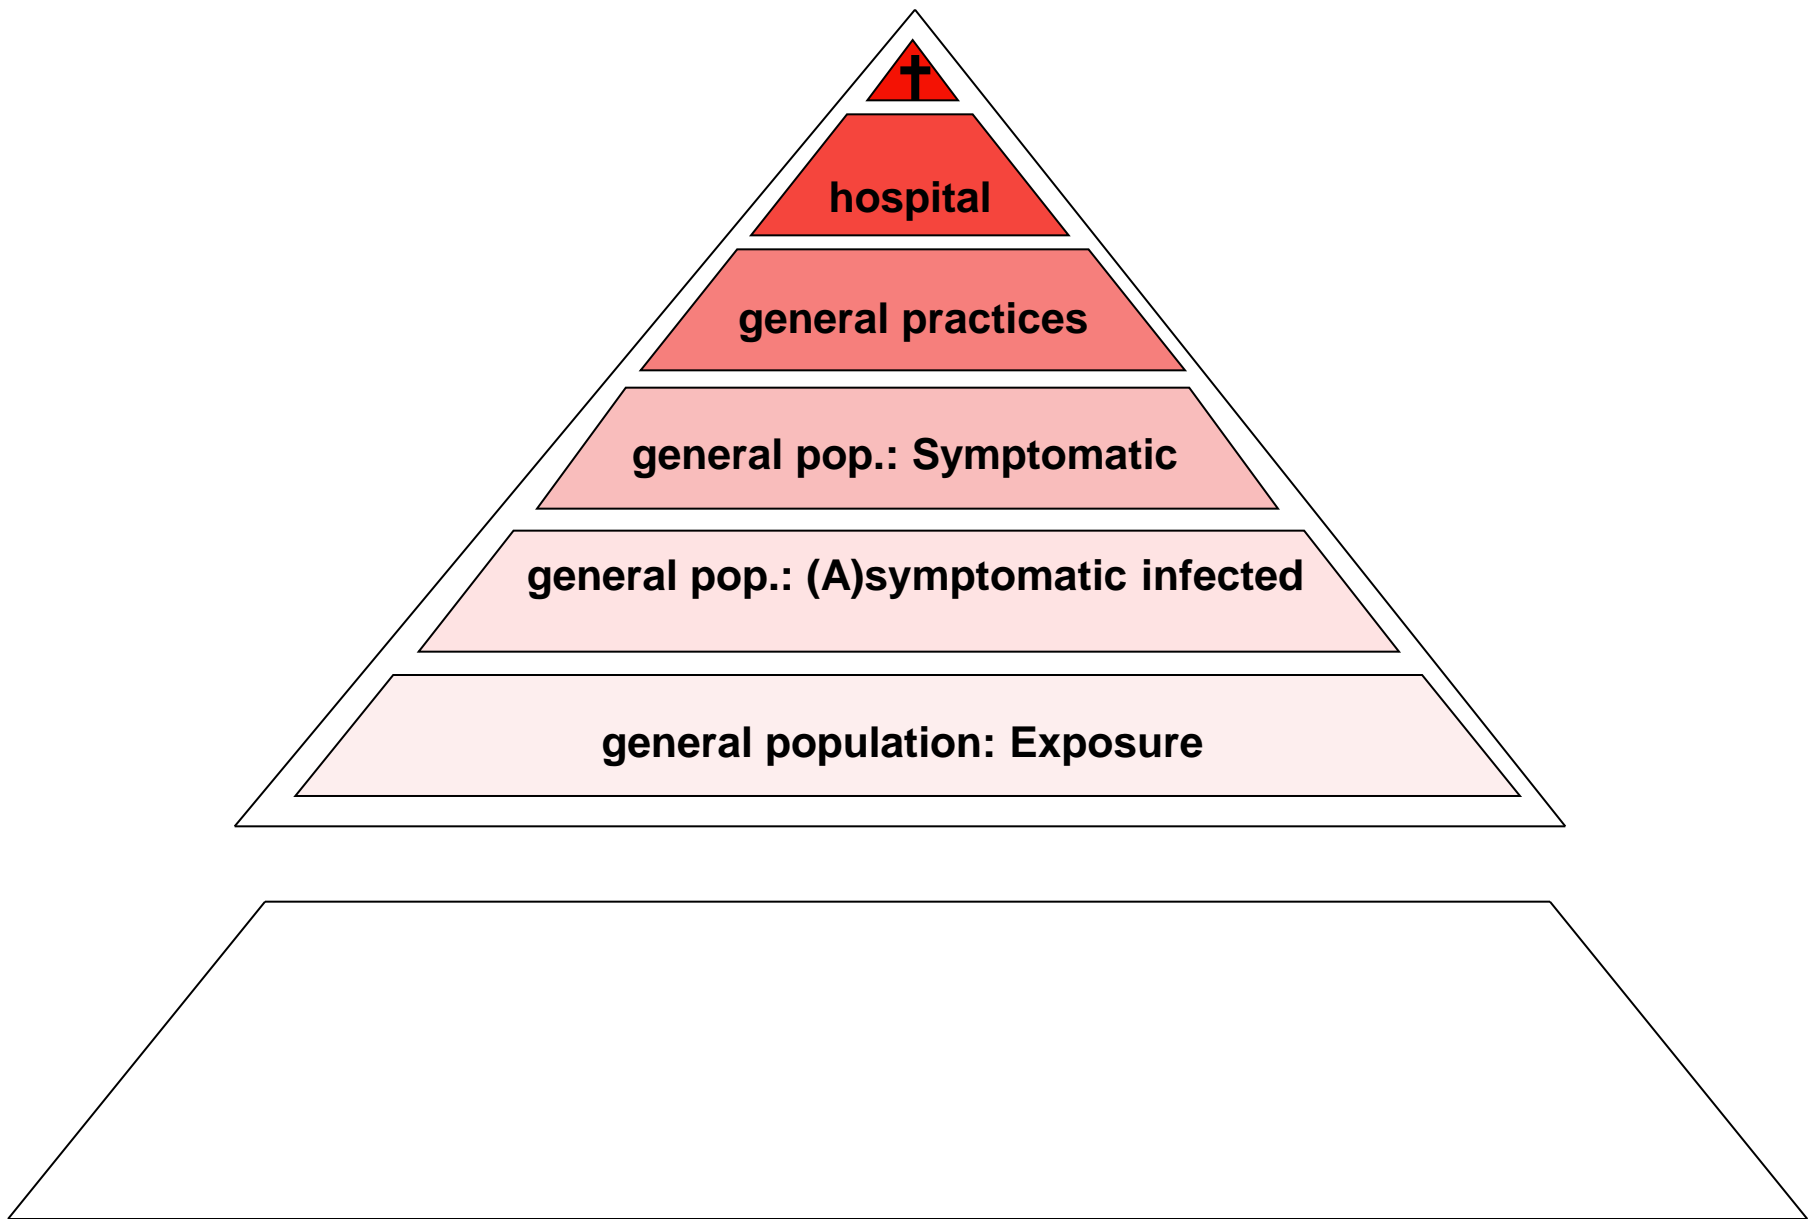 ✝
hospital
general practices
general pop.: Symptomatic
general pop.: (A)symptomatic infected
general population: Exposure